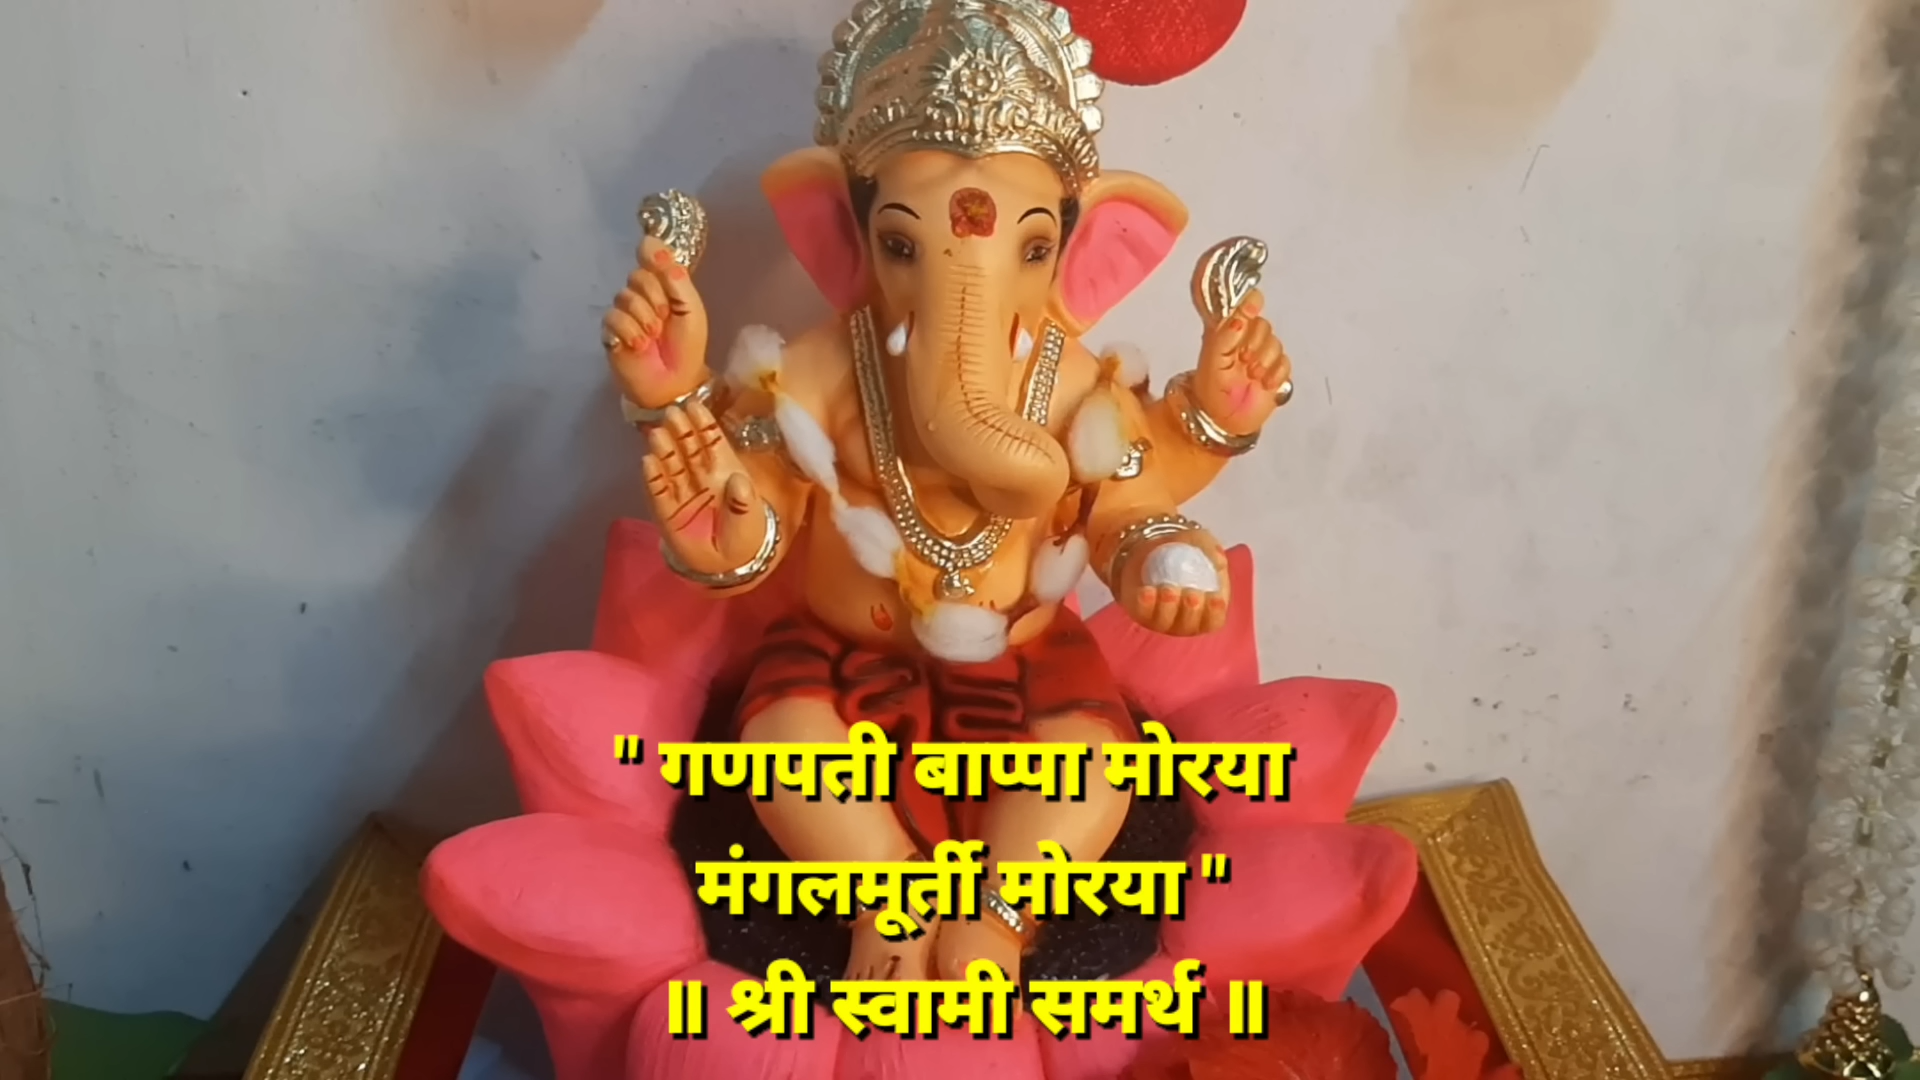 " गणपती बाप्पा मोरया
मंगलमूर्ती मोरया "
॥ श्री स्वामी समर्थ ॥